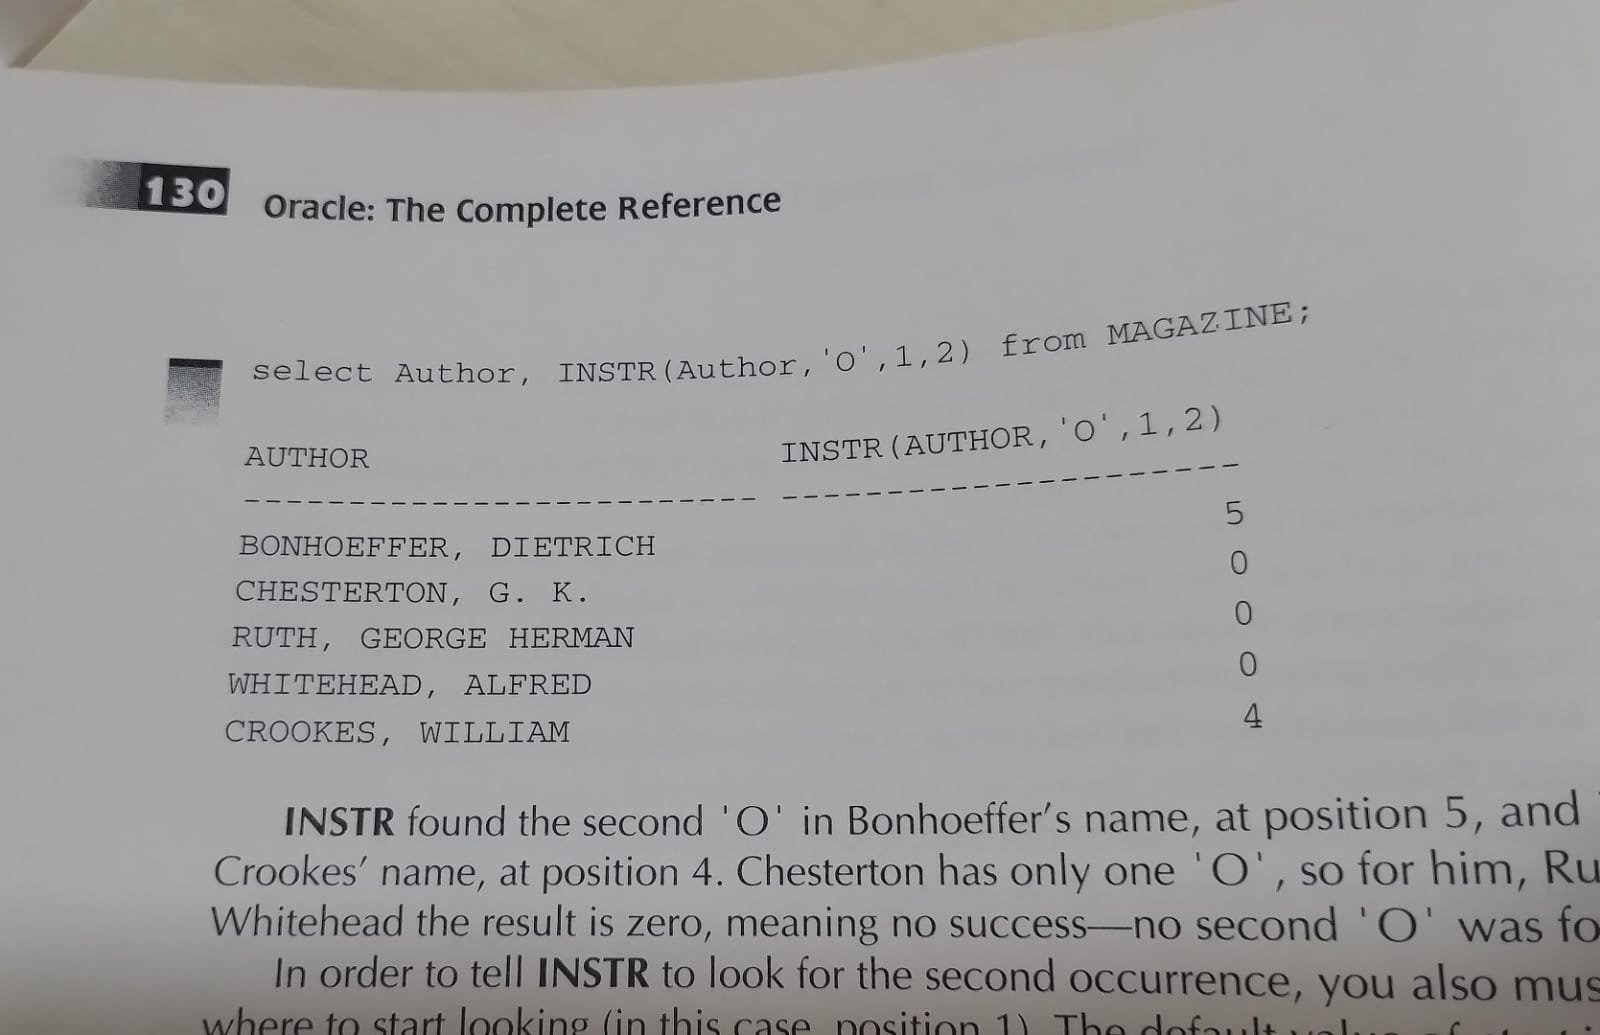 130 Oracle: The Complete Reference
select Author, INSTR(Author,'O',1,2) from MAGAZINE;
AUTHOR INSTR(AUTHOR,'O',1,2)
------------------------- ---------------------
BONHOEFFER, DIETRICH 5
CHESTERTON, G. K. 0
RUTH, GEORGE HERMAN 0
WHITEHEAD, ALFRED 0
CROOKES, WILLIAM 4
INSTR found the second 'O' in Bonhoeffer's name, at position 5, and
Crookes' name, at position 4. Chesterton has only one 'O', so for him, Ru
Whitehead the result is zero, meaning no success—no second 'O' was fo
In order to tell INSTR to look for the second occurrence, you also mus
where to start looking (in this case, position 1). The default value of